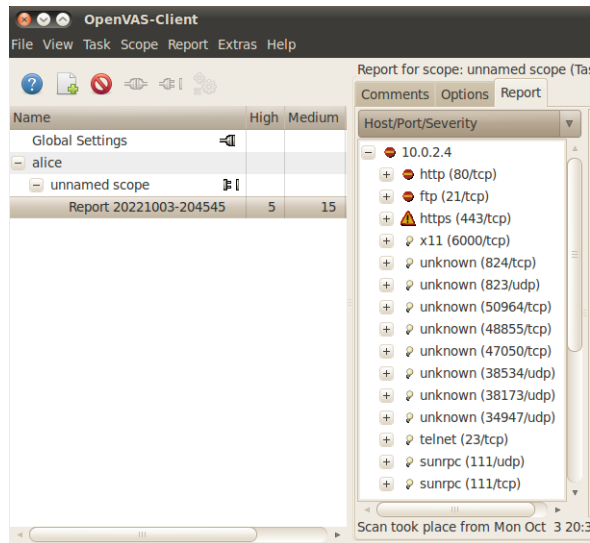 OpenVAS-Client
File View Task Scope Report Extras Help
Report for scope: unnamed scope (Ta
Comments Options Report
Name High Medium
Global Settings
alice
unnamed scope
Report 20221003-204545 5 15
Host/Port/Severity
10.0.2.4
http (80/tcp)
ftp (21/tcp)
https (443/tcp)
x11 (6000/tcp)
unknown (824/tcp)
unknown (823/udp)
unknown (50964/tcp)
unknown (48855/tcp)
unknown (47050/tcp)
unknown (38534/udp)
unknown (38173/udp)
unknown (34947/udp)
telnet (23/tcp)
sunrpc (111/udp)
sunrpc (111/tcp)
Scan took place from Mon Oct 3 20:3